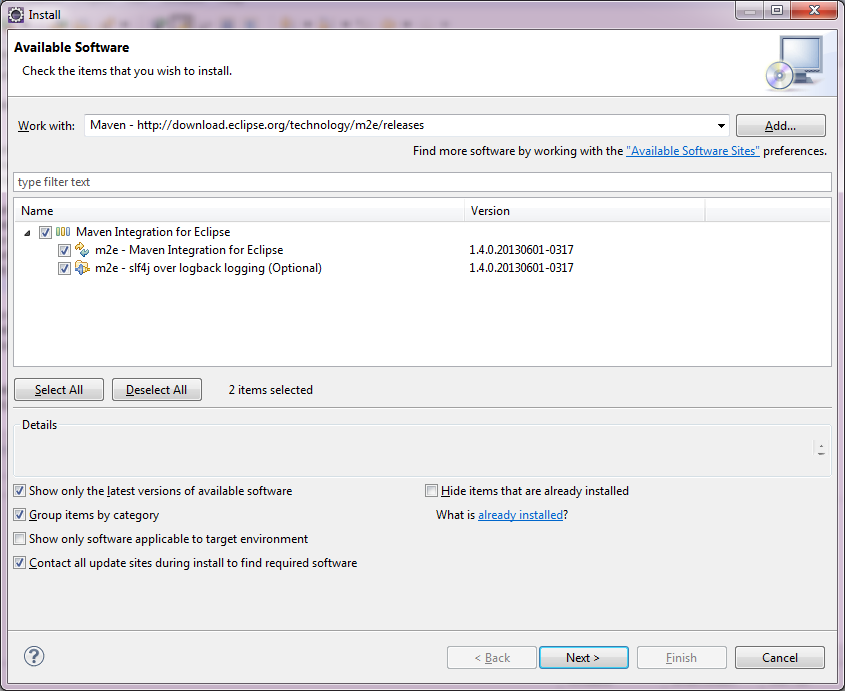 Install
Available Software
Check the items that you wish to install.
Work with: Maven - http://download.eclipse.org/technology/m2e/releases Add...
Find more software by working with the "Available Software Sites" preferences.
type filter text
Name Version
Maven Integration for Eclipse
m2e - Maven Integration for Eclipse 1.4.0.20130601-0317
m2e - slf4j over logback logging (Optional) 1.4.0.20130601-0317
Select All Deselect All 2 items selected
Details
Show only the latest versions of available software Hide items that are already installed
Group items by category What is already installed?
Show only software applicable to target environment
Contact all update sites during install to find required software
? < Back Next > Finish Cancel